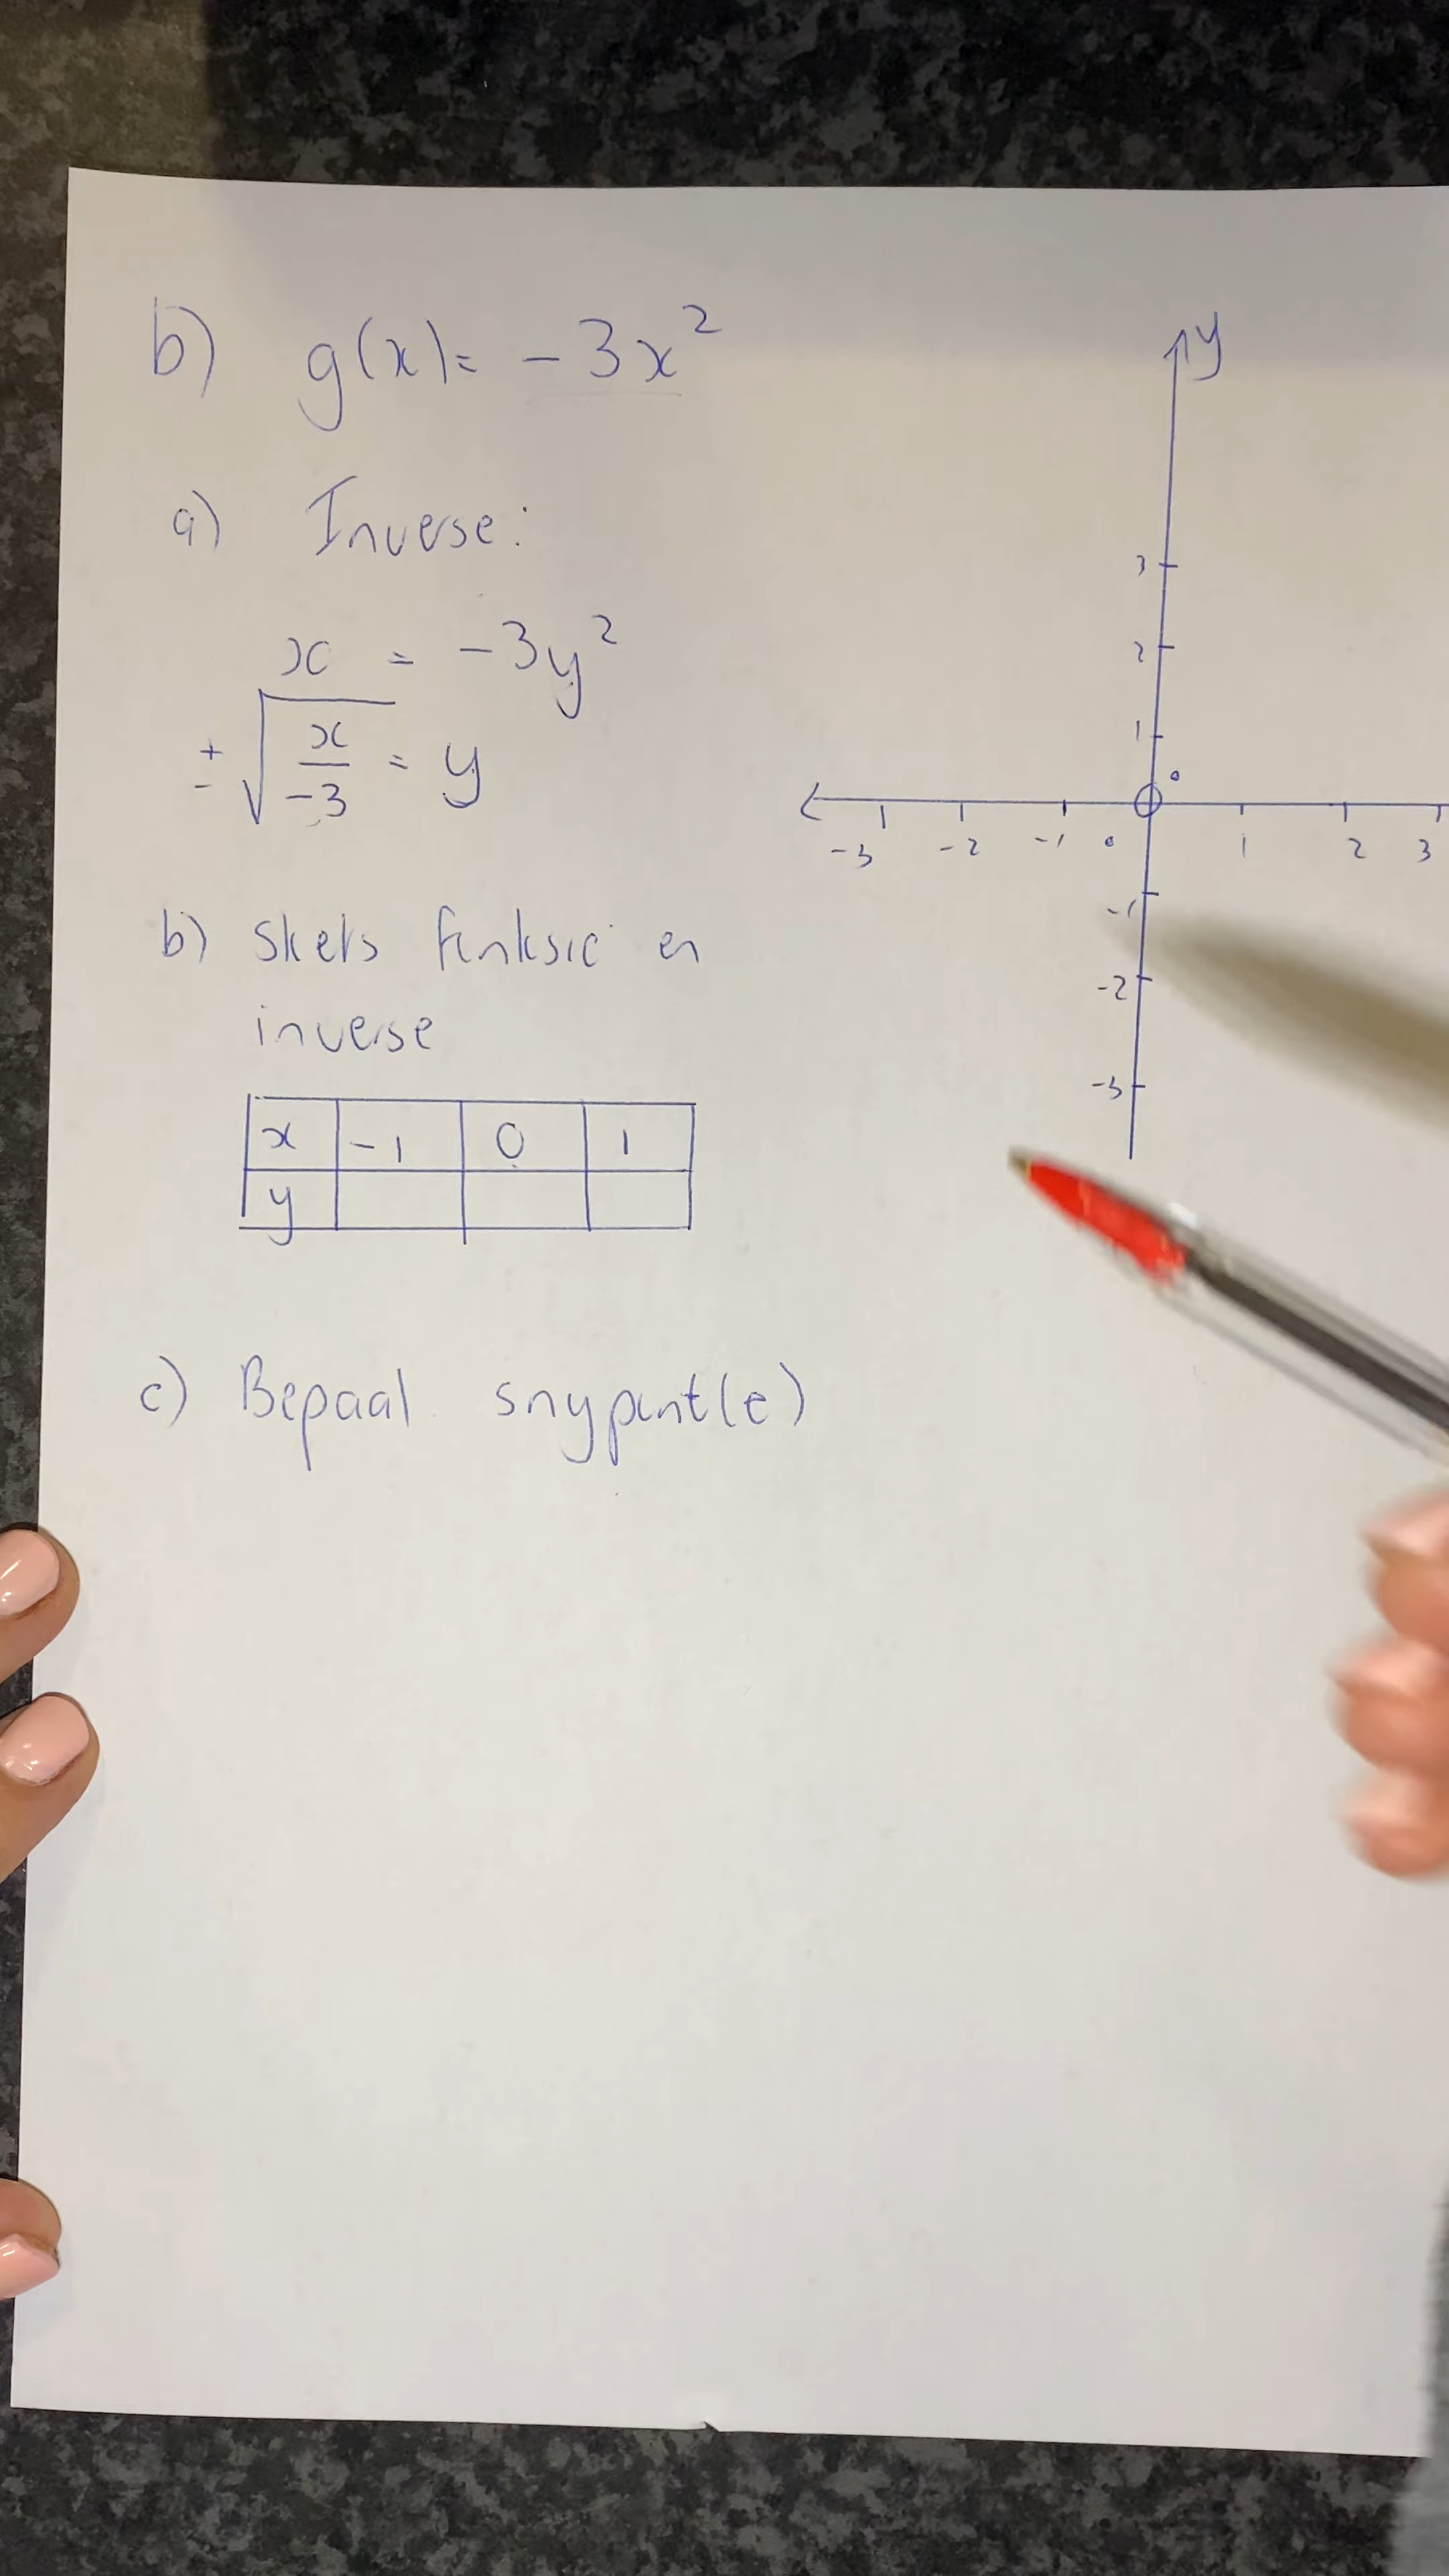 b) g(x) = -3x²
a) Inverse:
x = -3y²
± √(x/-3) = y
b) Skets funksie en
inverse
x -1 0 1
y
c) Bepaal snypunt(e)
y
3
2
1
0
-3 -2 -1 0 1 2 3
-1
-2
-3